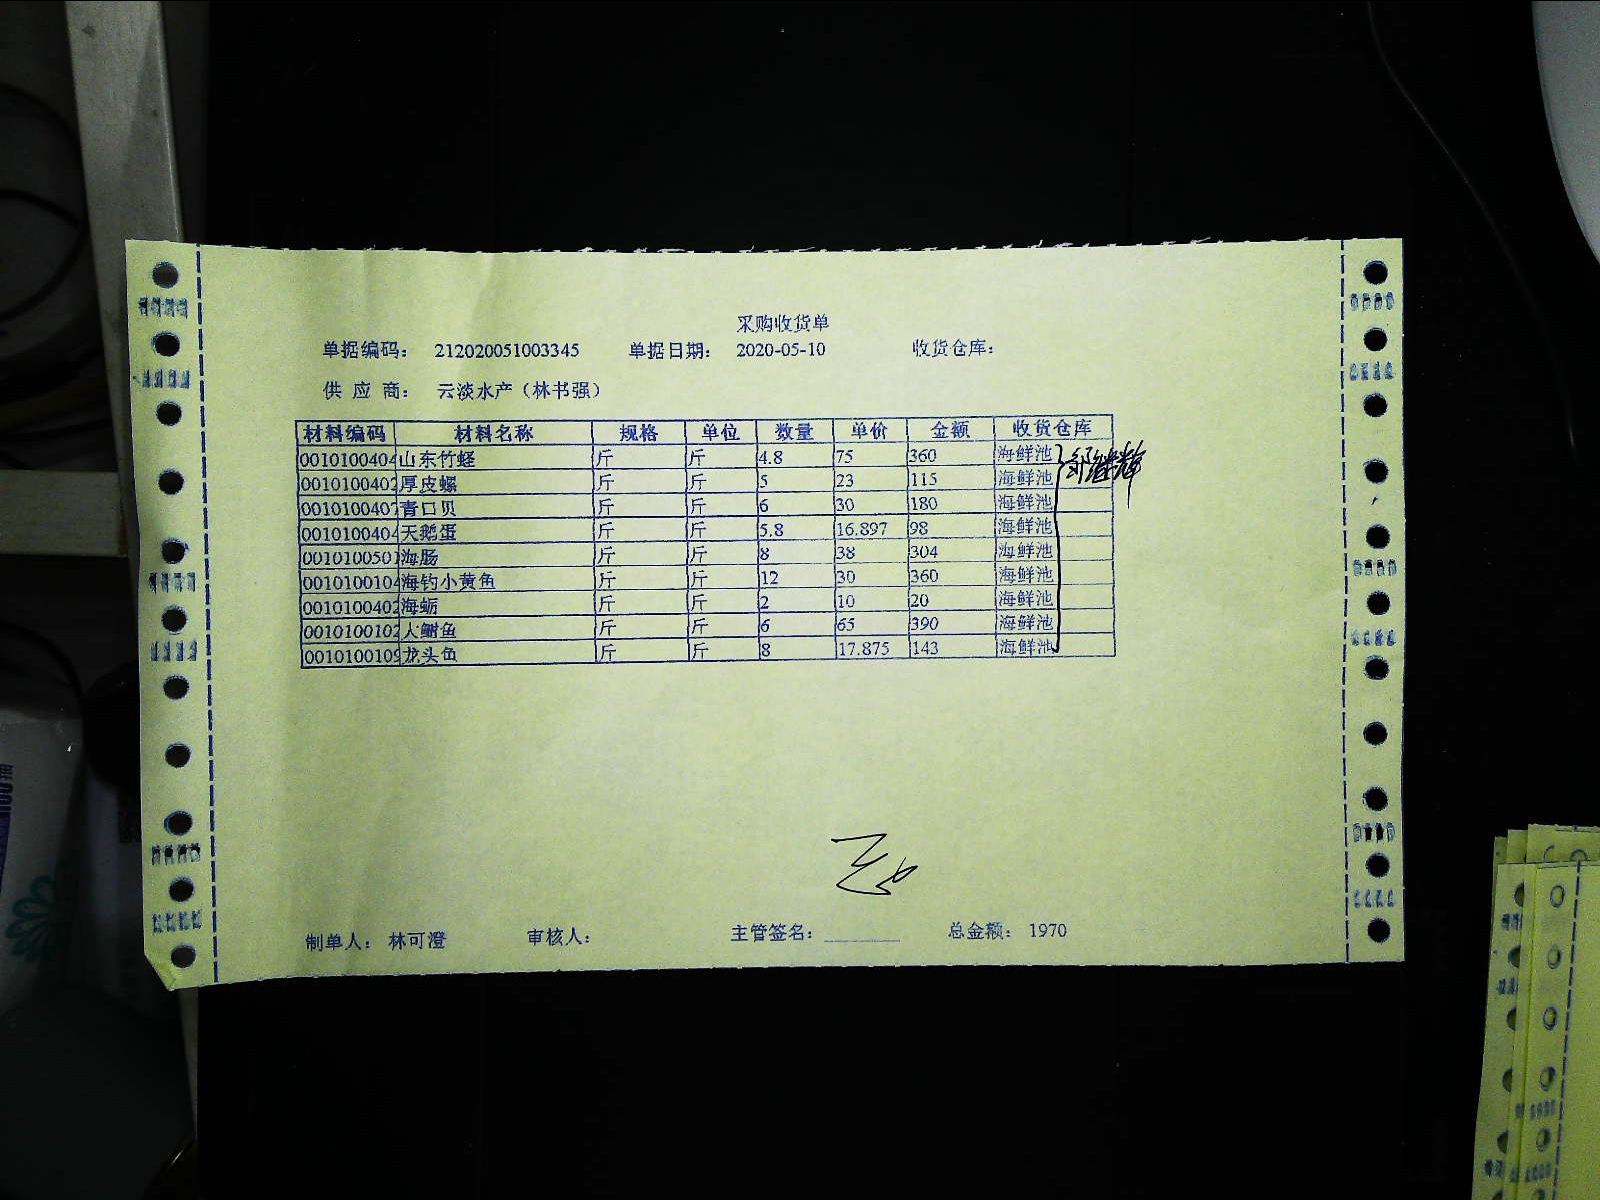 采购收货单
单据编码： 212020051003345 单据日期： 2020-05-10 收货仓库：
供 应 商： 云淡水产（林书强）
材料编码 材料名称 规格 单位 数量 单价 金额 收货仓库
0010100404 山东竹蛏 斤 斤 4.8 75 360 海鲜池
0010100402 厚皮螺 斤 斤 5 23 115 海鲜池
0010100407 青口贝 斤 斤 6 30 180 海鲜池
0010100404 天鹅蛋 斤 斤 5.8 16.897 98 海鲜池
0010100501 海肠 斤 斤 8 38 304 海鲜池
0010100104 海钓小黄鱼 斤 斤 12 30 360 海鲜池
0010100402 海蛎 斤 斤 2 10 20 海鲜池
0010100102 大鲥鱼 斤 斤 6 65 390 海鲜池
0010100109 龙头鱼 斤 斤 8 17.875 143 海鲜池
制单人： 林可澄 审核人： 主管签名： 总金额： 1970